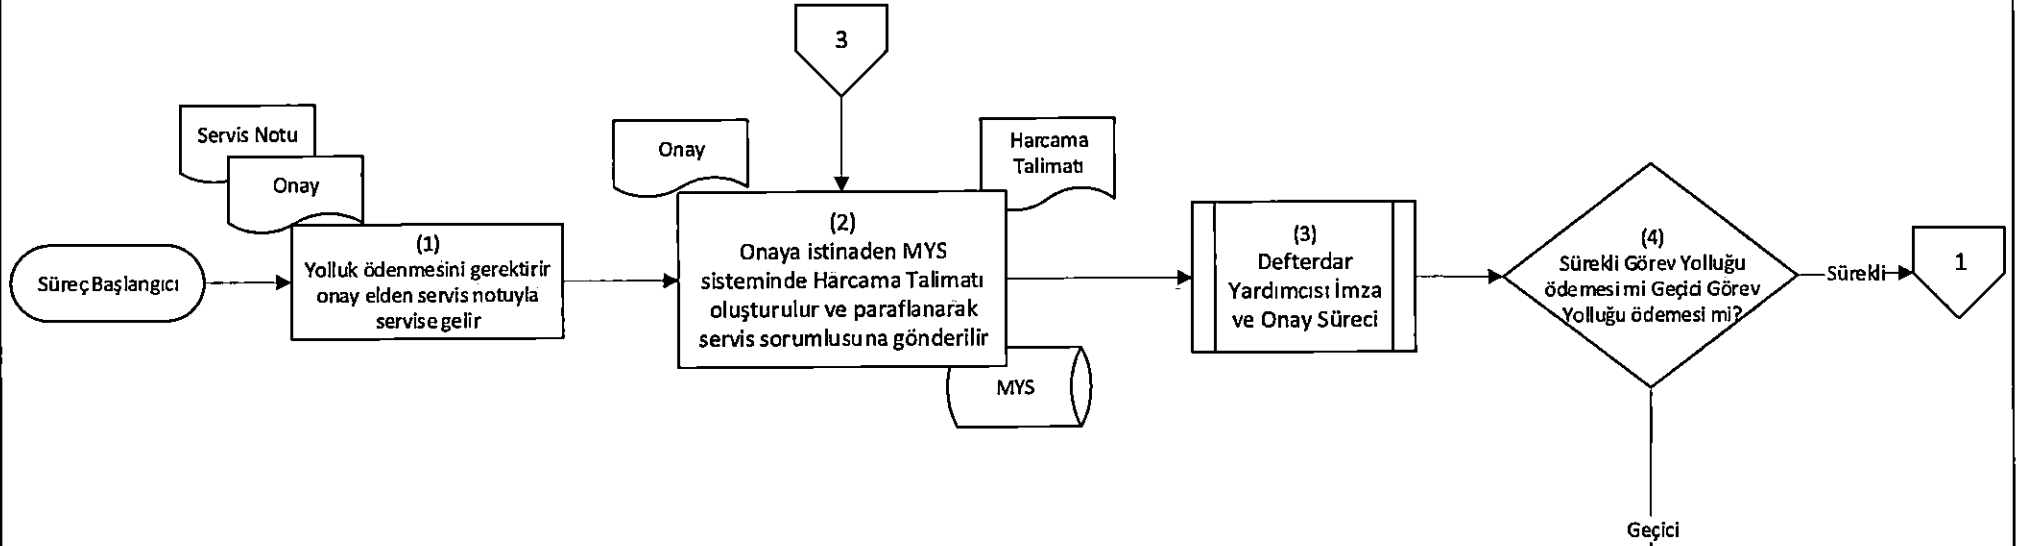 3
Servis Notu
Onay
Süreç Başlangıcı
(1)
Yolluk ödenmesini gerektirir
onay elden servis notuyla
servise gelir
Onay
Harcama
Talimatı
(2)
Onaya istinaden MYS
sisteminde Harcama Talimatı
oluşturulur ve paraflanarak
servis sorumlusuna gönderilir
MYS
(3)
Defterdar
Yardımcısı İmza
ve Onay Süreci
(4)
Sürekli Görev Yolluğu
ödemesi mi Geçici Görev
Yolluğu ödemesi mi?
Sürekli
1
Geçici